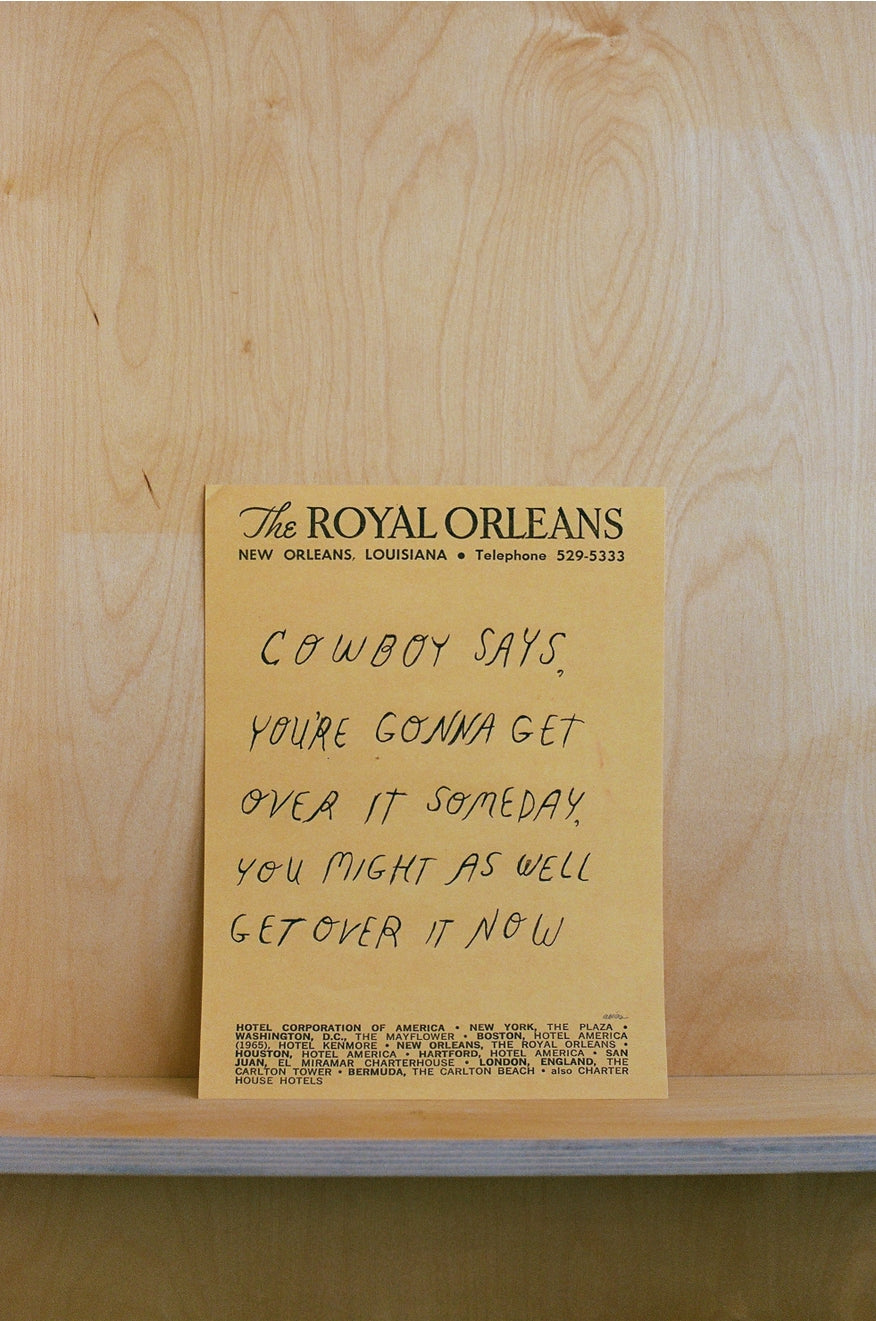 The ROYAL ORLEANS
NEW ORLEANS, LOUISIANA • Telephone 529-5333
COWBOY SAYS,
YOU'RE GONNA GET
OVER IT SOMEDAY,
YOU MIGHT AS WELL
GET OVER IT NOW
HOTEL CORPORATION OF AMERICA • NEW YORK, THE PLAZA •
WASHINGTON, D.C., THE MAYFLOWER • BOSTON, HOTEL AMERICA
(1965), HOTEL KENMORE • NEW ORLEANS, THE ROYAL ORLEANS •
HOUSTON, HOTEL AMERICA • HARTFORD, HOTEL AMERICA • SAN
JUAN, EL MIRAMAR CHARTERHOUSE • LONDON, ENGLAND, THE
CARLTON TOWER • BERMUDA, THE CARLTON BEACH • also CHARTER
HOUSE HOTELS